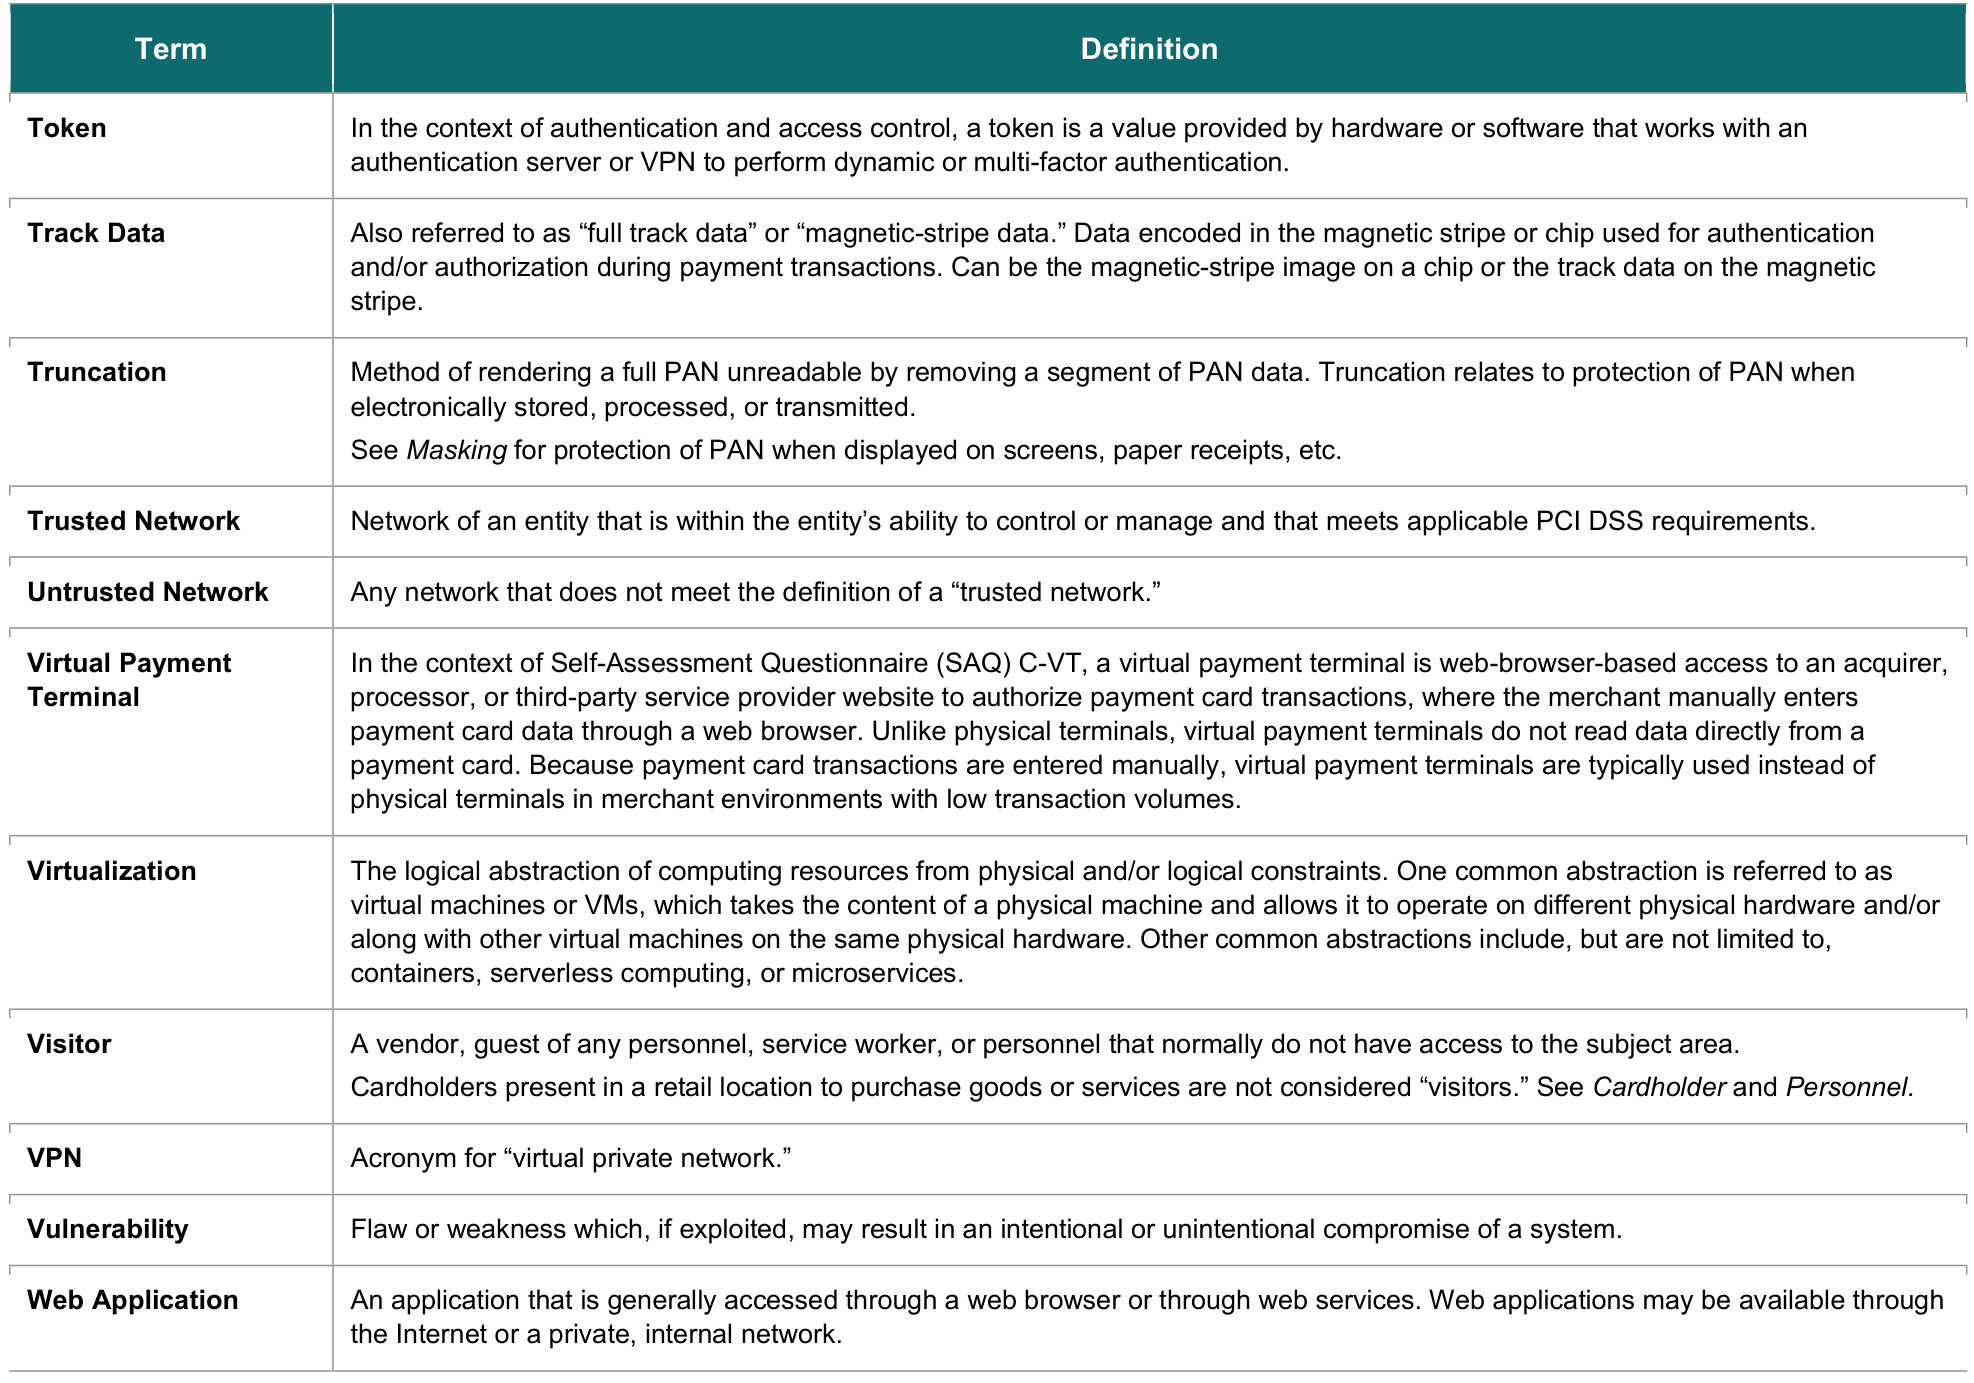 Term Definition
Token In the context of authentication and access control, a token is a value provided by hardware or software that works with an
authentication server or VPN to perform dynamic or multi-factor authentication.
Track Data Also referred to as “full track data” or “magnetic-stripe data.” Data encoded in the magnetic stripe or chip used for authentication
and/or authorization during payment transactions. Can be the magnetic-stripe image on a chip or the track data on the magnetic
stripe.
Truncation Method of rendering a full PAN unreadable by removing a segment of PAN data. Truncation relates to protection of PAN when
electronically stored, processed, or transmitted.
See Masking for protection of PAN when displayed on screens, paper receipts, etc.
Trusted Network Network of an entity that is within the entity’s ability to control or manage and that meets applicable PCI DSS requirements.
Untrusted Network Any network that does not meet the definition of a “trusted network.”
Virtual Payment In the context of Self-Assessment Questionnaire (SAQ) C-VT, a virtual payment terminal is web-browser-based access to an acquirer,
Terminal processor, or third-party service provider website to authorize payment card transactions, where the merchant manually enters
payment card data through a web browser. Unlike physical terminals, virtual payment terminals do not read data directly from a
payment card. Because payment card transactions are entered manually, virtual payment terminals are typically used instead of
physical terminals in merchant environments with low transaction volumes.
Virtualization The logical abstraction of computing resources from physical and/or logical constraints. One common abstraction is referred to as
virtual machines or VMs, which takes the content of a physical machine and allows it to operate on different physical hardware and/or
along with other virtual machines on the same physical hardware. Other common abstractions include, but are not limited to,
containers, serverless computing, or microservices.
Visitor A vendor, guest of any personnel, service worker, or personnel that normally do not have access to the subject area.
Cardholders present in a retail location to purchase goods or services are not considered “visitors.” See Cardholder and Personnel.
VPN Acronym for “virtual private network.”
Vulnerability Flaw or weakness which, if exploited, may result in an intentional or unintentional compromise of a system.
Web Application An application that is generally accessed through a web browser or through web services. Web applications may be available through
the Internet or a private, internal network.